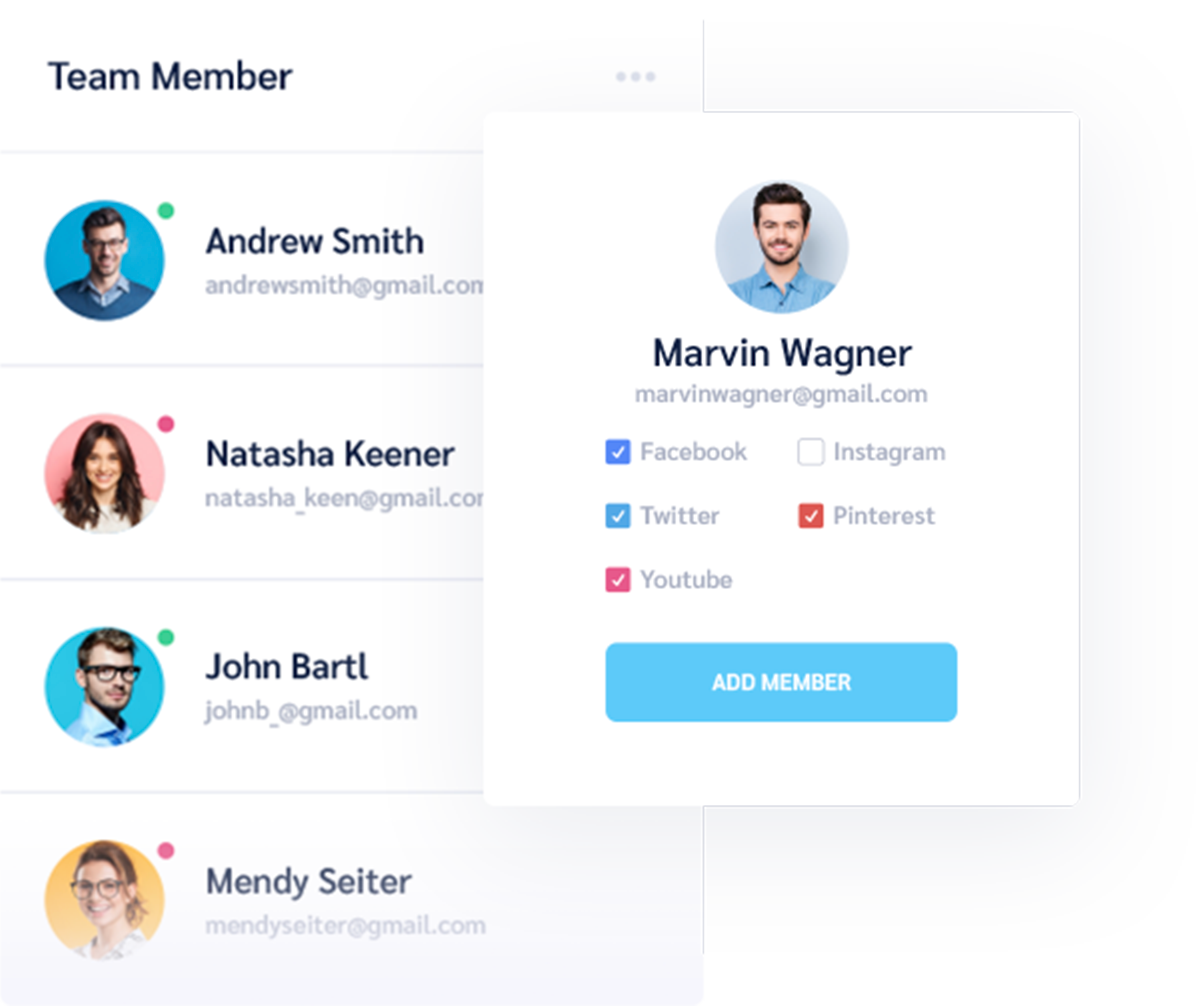 Team Member
Andrew Smith
andrewsmith@gmail.com
Natasha Keener
natasha_keen@gmail.co
John Bartl
johnb_@gmail.com
Mendy Seiter
mendyseiter@gmail.com
Marvin Wagner
marvinwagner@gmail.com
Facebook
Instagram
Twitter
Pinterest
Youtube
ADD MEMBER